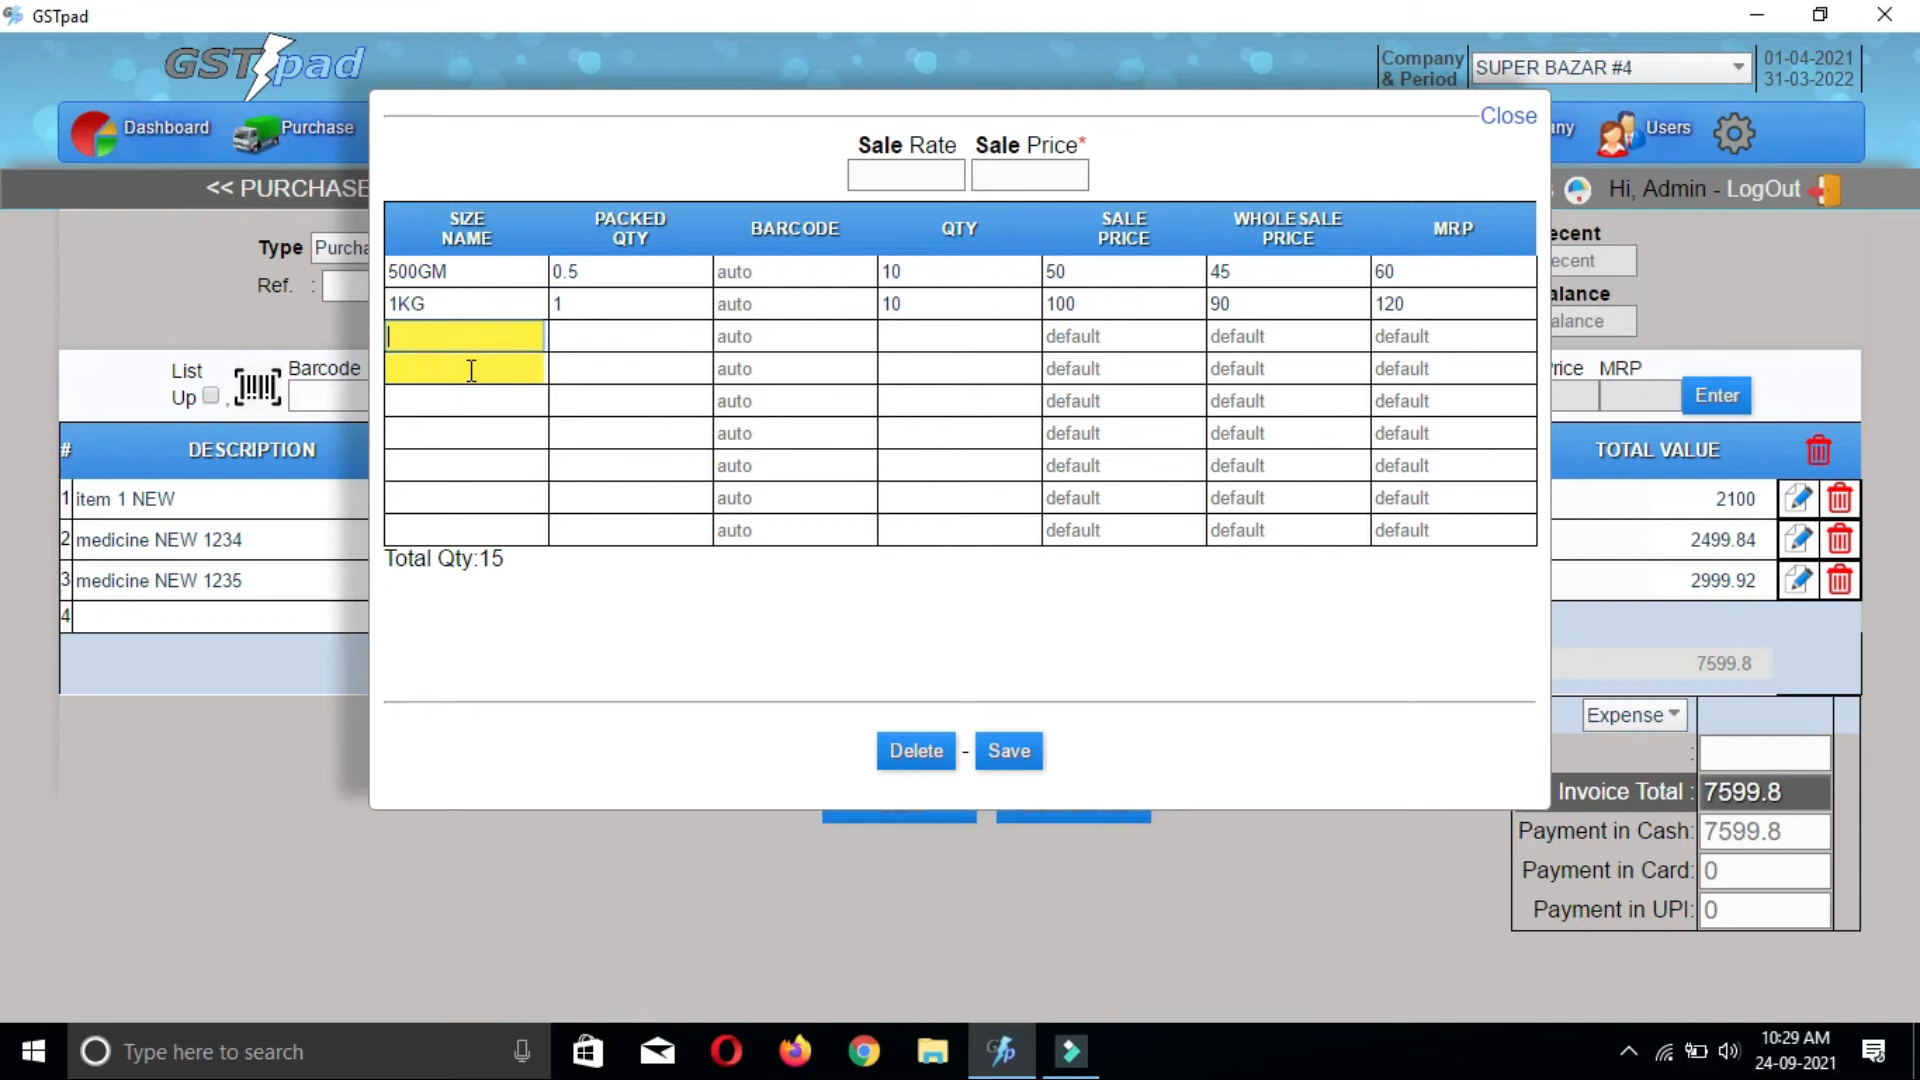 GSTpad
GST pad
Company
& Period
SUPER BAZAR #4
01-04-2021
31-03-2022
Dashboard
Purchase
Users
<< PURCHASE
Hi, Admin - LogOut
Type
Ref. :
Close
Sale Rate Sale Price*
SIZE NAME PACKED QTY BARCODE QTY SALE PRICE WHOLE SALE PRICE MRP
500GM 0.5 auto 10 50 45 60
1KG 1 auto 10 100 90 120
auto default default default
auto default default default
auto default default default
auto default default default
auto default default default
auto default default default
auto default default default
Total Qty:15
Delete - Save
List
Up , Barcode
MRP
Enter
# DESCRIPTION TOTAL VALUE
1 item 1 NEW 2100
2 medicine NEW 1234 2499.84
3 medicine NEW 1235 2999.92
4
7599.8
Expense
:
Invoice Total : 7599.8
Payment in Cash: 7599.8
Payment in Card: 0
Payment in UPI: 0
Type here to search
10:29 AM
24-09-2021